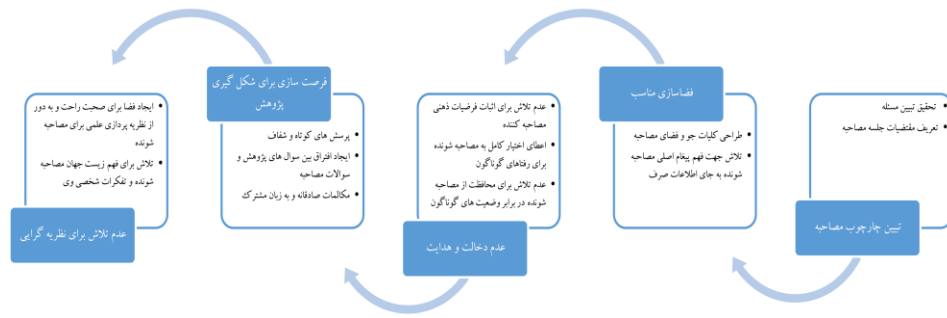 تحقیق تبیین مسئله
تعریف مقتضیات جلسه مصاحبه
تبیین چارچوب مصاحبه
فضاسازی مناسب
طراحی کلیات جو و فضای مصاحبه
تلاش جهت فهم پیغام اصلی مصاحبه
شونده به جای اطلاعات صرف
عدم تلاش برای اثبات فرضیات ذهنی
مصاحبه کننده
اعطای اختیار کامل به مصاحبه شونده
برای رفتاهای گوناگون
عدم تلاش برای محافظت از مصاحبه
شونده در برابر وضعیت های گوناگون
عدم دخالت و هدایت
فرصت سازی برای شکل گیری
پژوهش
پرسش های کوتاه و شفاف
ایجاد افتراق بین سوال های پژوهش و
سوالات مصاحبه
مکالمات صادقانه و به زبان مشترک
ایجاد فضا برای صحبت راحت و به دور
از نظریه پردازی علمی برای مصاحبه
شونده
تلاش برای فهم زیست جهان مصاحبه
شونده و تفکرات شخصی وی
عدم تلاش برای نظریه گرایی